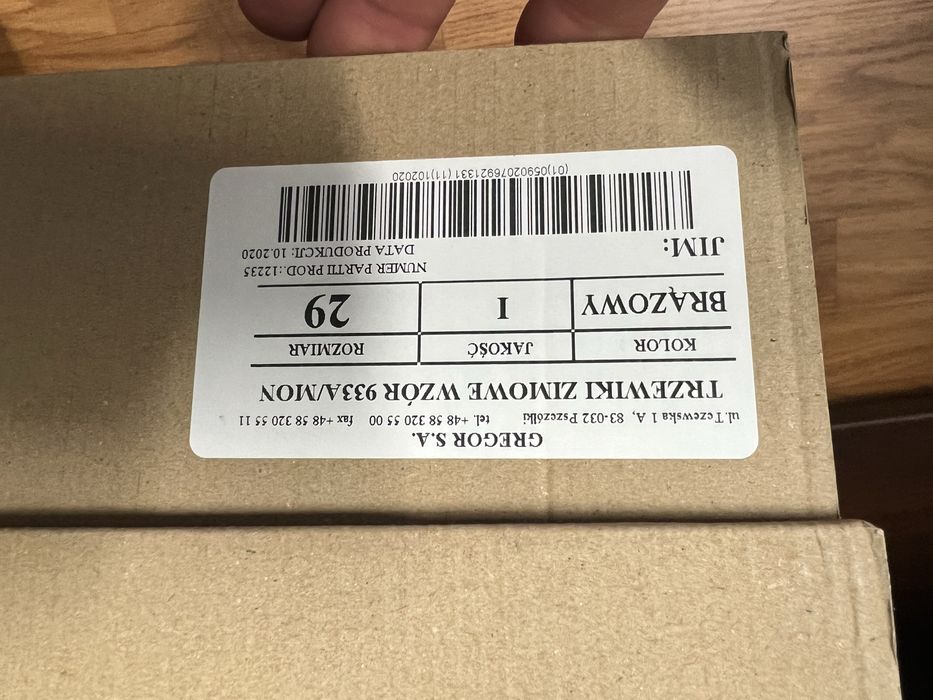 GREGOR S.A.
ul. Tczewska 1 A, 83-032 Pszczółki tel. +48 58 320 55 00 fax +48 58 320 55 11
TRZEWIKI ZIMOWE WZÓR 933A/MON
KOLOR JAKOŚĆ ROZMIAR
BRĄZOWY I 29
NUMER PARTII PROD.:12235
JIM: DATA PRODUKCJI: 10.2020
(01)05902076921331 (11)102020